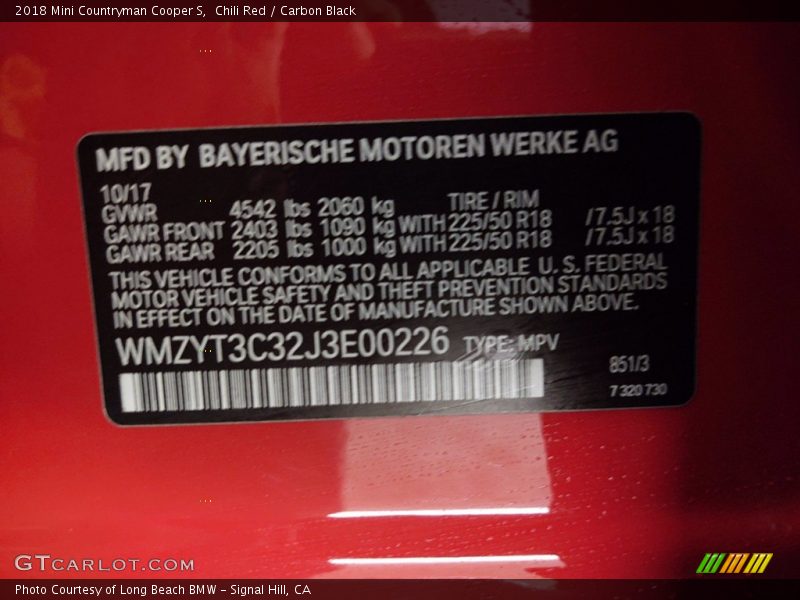 2018 Mini Countryman Cooper S,  Chili Red / Carbon Black
MFD BY BAYERISCHE MOTOREN WERKE AG
10/17 TIRE / RIM
GVWR 4542 lbs 2060 kg
GAWR FRONT 2403 lbs 1090 kg WITH 225/50 R18 /7.5J x 18
GAWR REAR 2205 lbs 1000 kg WITH 225/50 R18 /7.5J x 18
THIS VEHICLE CONFORMS TO ALL APPLICABLE U. S. FEDERAL
MOTOR VEHICLE SAFETY AND THEFT PREVENTION STANDARDS
IN EFFECT ON THE DATE OF MANUFACTURE SHOWN ABOVE.
WMZYT3C32J3E00226 TYPE: MPV
851/3
7 320 730
GTCARLOT.COM
Photo Courtesy of Long Beach BMW - Signal Hill, CA